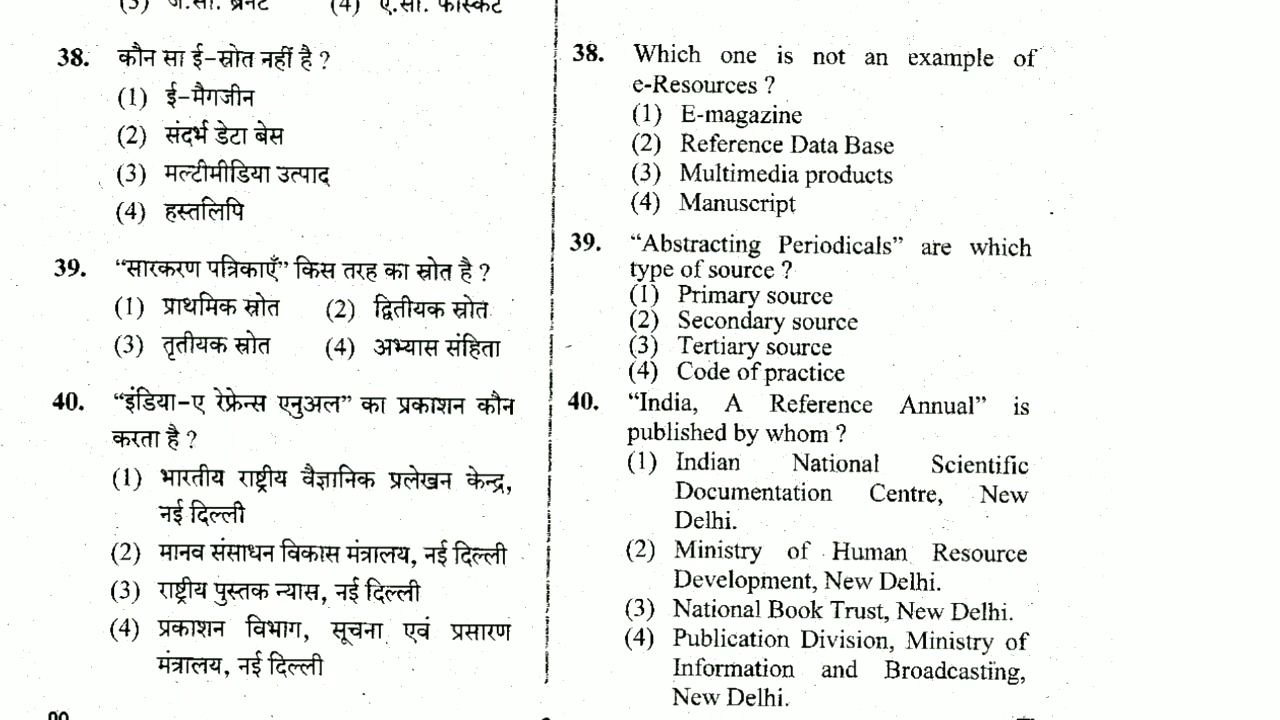 (3) जे.सी. ब्रनेट (4) ए.सी. फॉस्केट
38. कौन सा ई-स्रोत नहीं है ?
(1) ई-मैगजीन
(2) संदर्भ डेटा बेस
(3) मल्टीमीडिया उत्पाद
(4) हस्तलिपि
39. “सारकरण पत्रिकाएँ” किस तरह का स्रोत है ?
(1) प्राथमिक स्रोत (2) द्वितीयक स्रोत
(3) तृतीयक स्रोत (4) अभ्यास संहिता
40. “इंडिया-ए रेफ्रेन्स एनुअल” का प्रकाशन कौन
करता है ?
(1) भारतीय राष्ट्रीय वैज्ञानिक प्रलेखन केन्द्र,
नई दिल्ली
(2) मानव संसाधन विकास मंत्रालय, नई दिल्ली
(3) राष्ट्रीय पुस्तक न्यास, नई दिल्ली
(4) प्रकाशन विभाग, सूचना एवं प्रसारण
मंत्रालय, नई दिल्ली
38. Which one is not an example of
e-Resources ?
(1) E-magazine
(2) Reference Data Base
(3) Multimedia products
(4) Manuscript
39. “Abstracting Periodicals” are which
type of source ?
(1) Primary source
(2) Secondary source
(3) Tertiary source
(4) Code of practice
40. “India, A Reference Annual” is
published by whom ?
(1) Indian National Scientific
Documentation Centre, New
Delhi.
(2) Ministry of Human Resource
Development, New Delhi.
(3) National Book Trust, New Delhi.
(4) Publication Division, Ministry of
Information and Broadcasting,
New Delhi.